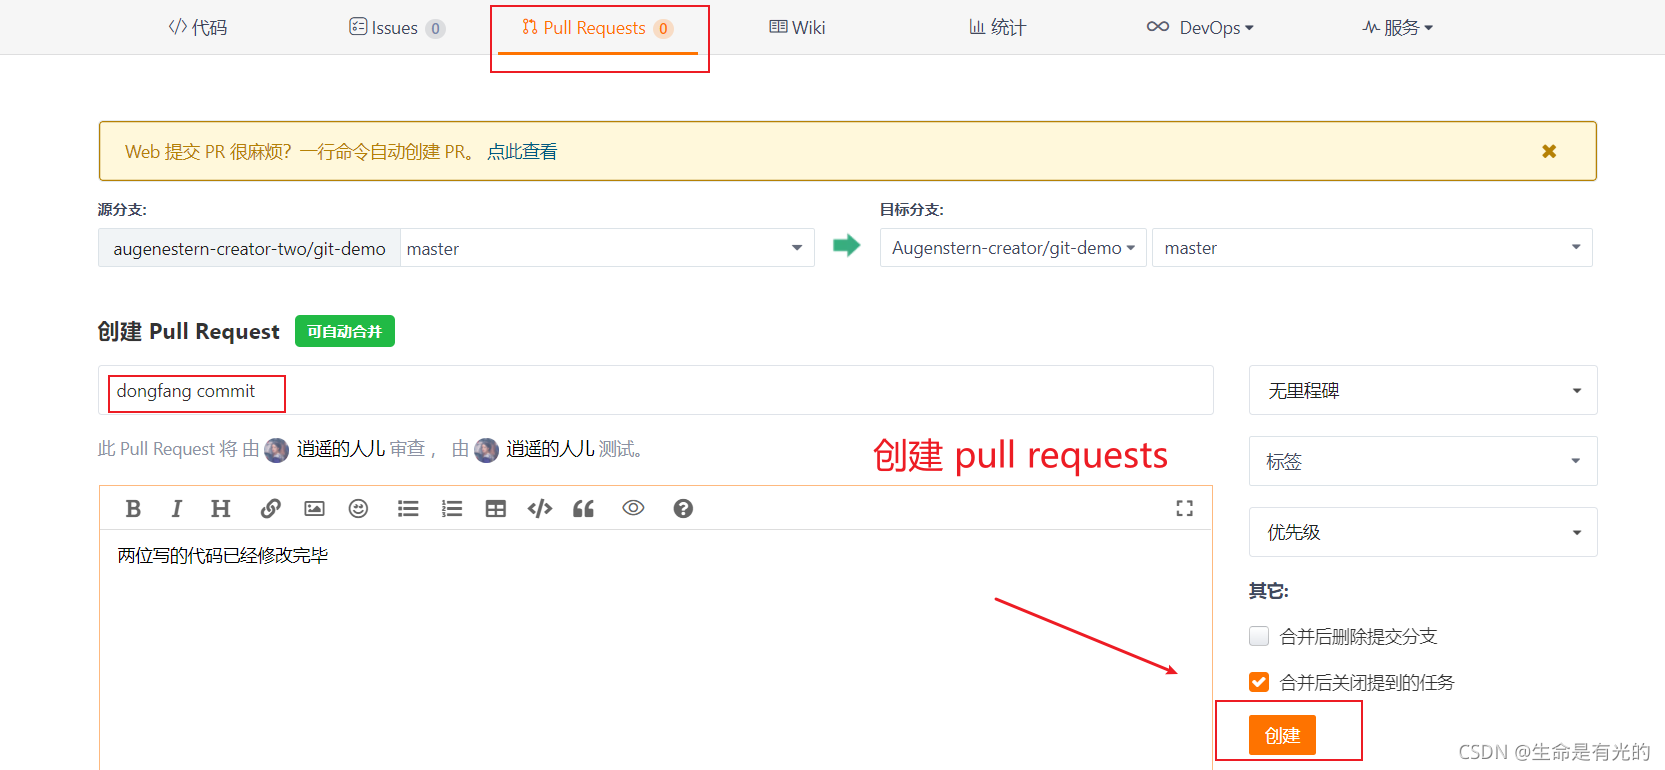 </> 代码 Issues 0 Pull Requests 0 Wiki 统计 DevOps 服务
Web 提交 PR 很麻烦？一行命令自动创建 PR。 点此查看
源分支: 目标分支:
augenestern-creator-two/git-demo master Augenstern-creator/git-demo master
创建 Pull Request 可自动合并
dongfang commit 无里程碑
此 Pull Request 将 由 逍遥的人儿 审查， 由 逍遥的人儿 测试。
创建 pull requests
标签
B I H
两位写的代码已经修改完毕
优先级
其它:
合并后删除提交分支
合并后关闭提到的任务
创建
CSDN @生命是有光的